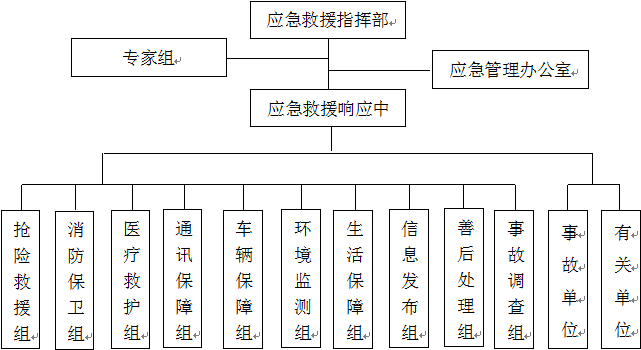 应急救援指挥部
专家组
应急管理办公室
应急救援响应中
抢险救援组
消防保卫组
医疗救护组
通讯保障组
车辆保障组
环境监测组
生活保障组
信息发布组
善后处理组
事故调查组
事故单位
有关单位